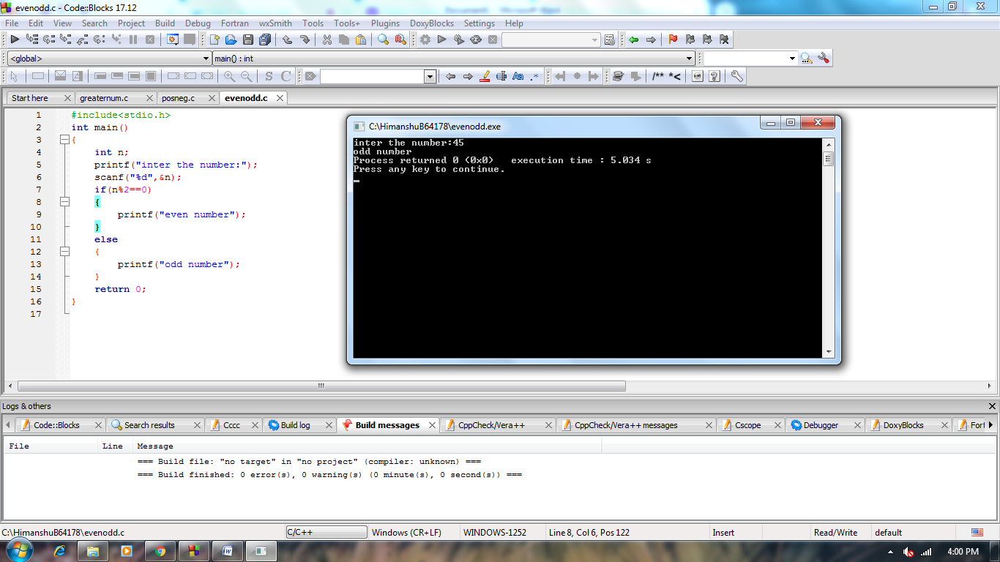 evenodd.c - Code::Blocks 17.12
File Edit View Search Project Build Debug Fortran wxSmith Tools Tools+ Plugins DoxyBlocks Settings Help
<global> main() : int
S C Aa .* /** *<
Start here greaternum.c posneg.c evenodd.c
1 #include<stdio.h>
2 int main()
3 {
4 int n;
5 printf("inter the number:");
6 scanf("%d",&n);
7 if(n%2==0)
8 {
9 printf("even number");
10 }
11 else
12 {
13 printf("odd number");
14 }
15 return 0;
16 }
17
C:\HimanshuB64178\evenodd.exe
inter the number:45
odd number
Process returned 0 (0x0) execution time : 5.034 s
Press any key to continue.
Logs & others
Code::Blocks Search results Cccc Build log Build messages CppCheck/Vera++ CppCheck/Vera++ messages Cscope Debugger DoxyBlocks Fort
File Line Message
=== Build file: "no target" in "no project" (compiler: unknown) ===
=== Build finished: 0 error(s), 0 warning(s) (0 minute(s), 0 second(s)) ===
C:\HimanshuB64178\evenodd.c C/C++ Windows (CR+LF) WINDOWS-1252 Line 8, Col 6, Pos 122 Insert Read/Write default
4:00 PM